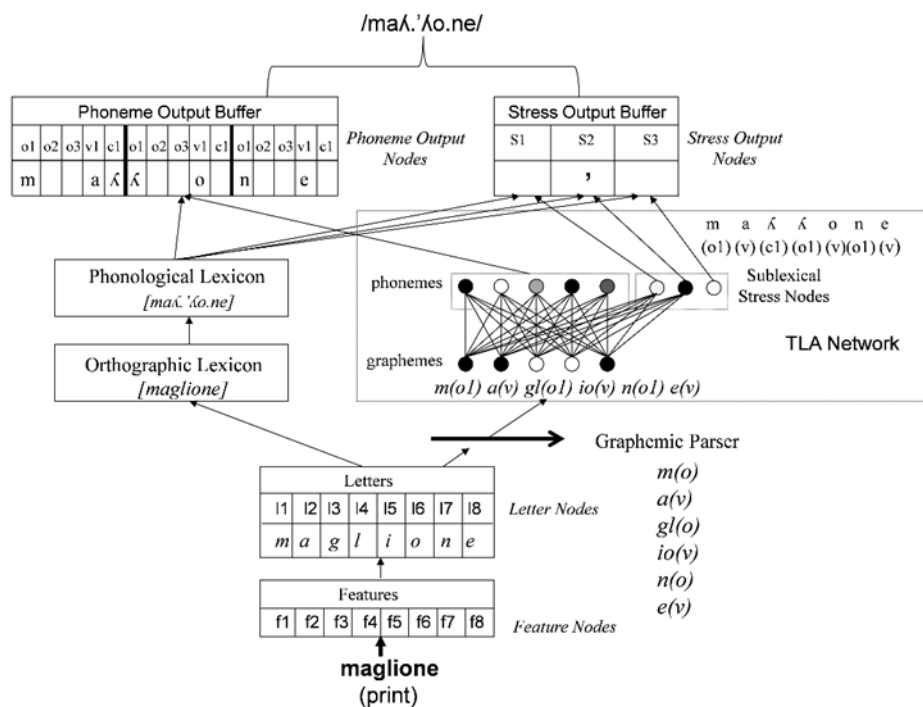 /maʎ.'ʎo.ne/
Phoneme Output Buffer
o1 o2 o3 v1 c1 o1 o2 o3 v1 c1 o1 o2 o3 v1 c1
m a ʎ ʎ o n e
Phoneme Output
Nodes
Stress Output Buffer
S1 S2 S3
'
Stress Output
Nodes
m a ʎ ʎ o n e
(o1) (v) (c1) (o1) (v)(o1) (v)
Sublexical
Stress Nodes
phonemes
graphemes
TLA Network
m(o1) a(v) gl(o1) io(v) n(o1) e(v)
Phonological Lexicon
[maʎ.'ʎo.ne]
Orthographic Lexicon
[maglione]
Graphemic Parser
m(o)
a(v)
gl(o)
io(v)
n(o)
e(v)
Letters
l1 l2 l3 l4 l5 l6 l7 l8
m a g l i o n e
Letter Nodes
Features
f1 f2 f3 f4 f5 f6 f7 f8
Feature Nodes
maglione
(print)